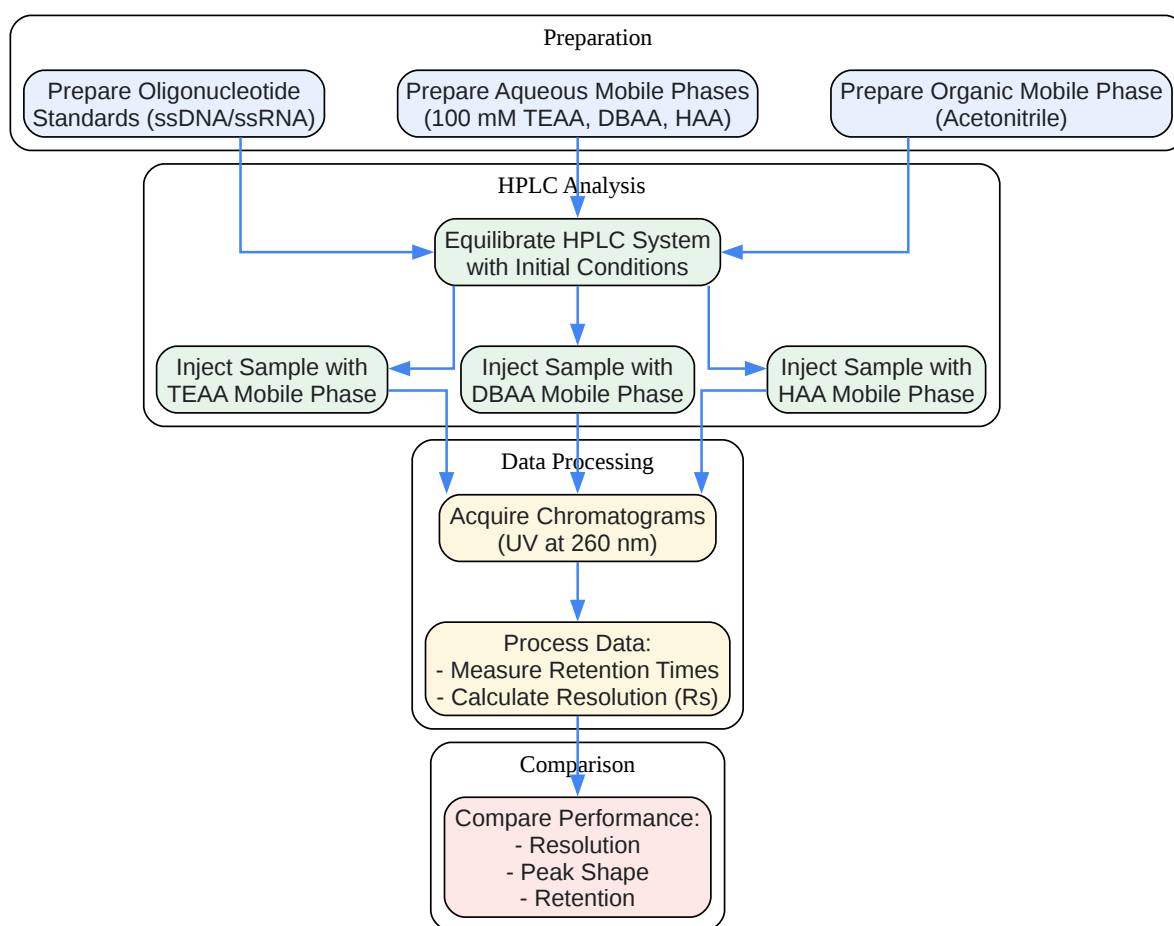 Preparation
Prepare Oligonucleotide
Standards (ssDNA/ssRNA)
Prepare Aqueous Mobile Phases
(100 mM TEAA, DBAA, HAA)
Prepare Organic Mobile Phase
(Acetonitrile)
HPLC Analysis
Equilibrate HPLC System
with Initial Conditions
Inject Sample with
TEAA Mobile Phase
Inject Sample with
DBAA Mobile Phase
Inject Sample with
HAA Mobile Phase
Data Processing
Acquire Chromatograms
(UV at 260 nm)
Process Data:
- Measure Retention Times
- Calculate Resolution (Rs)
Comparison
Compare Performance:
- Resolution
- Peak Shape
- Retention